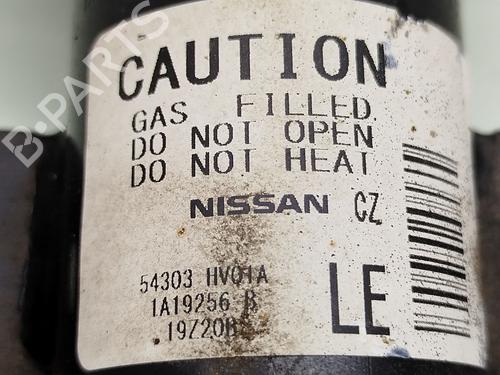 CAUTION
GAS FILLED.
DO NOT OPEN
DO NOT HEAT
NISSAN CZ
54303 HV01A
1A19256 B
19Z20B
LE
B-PARTS